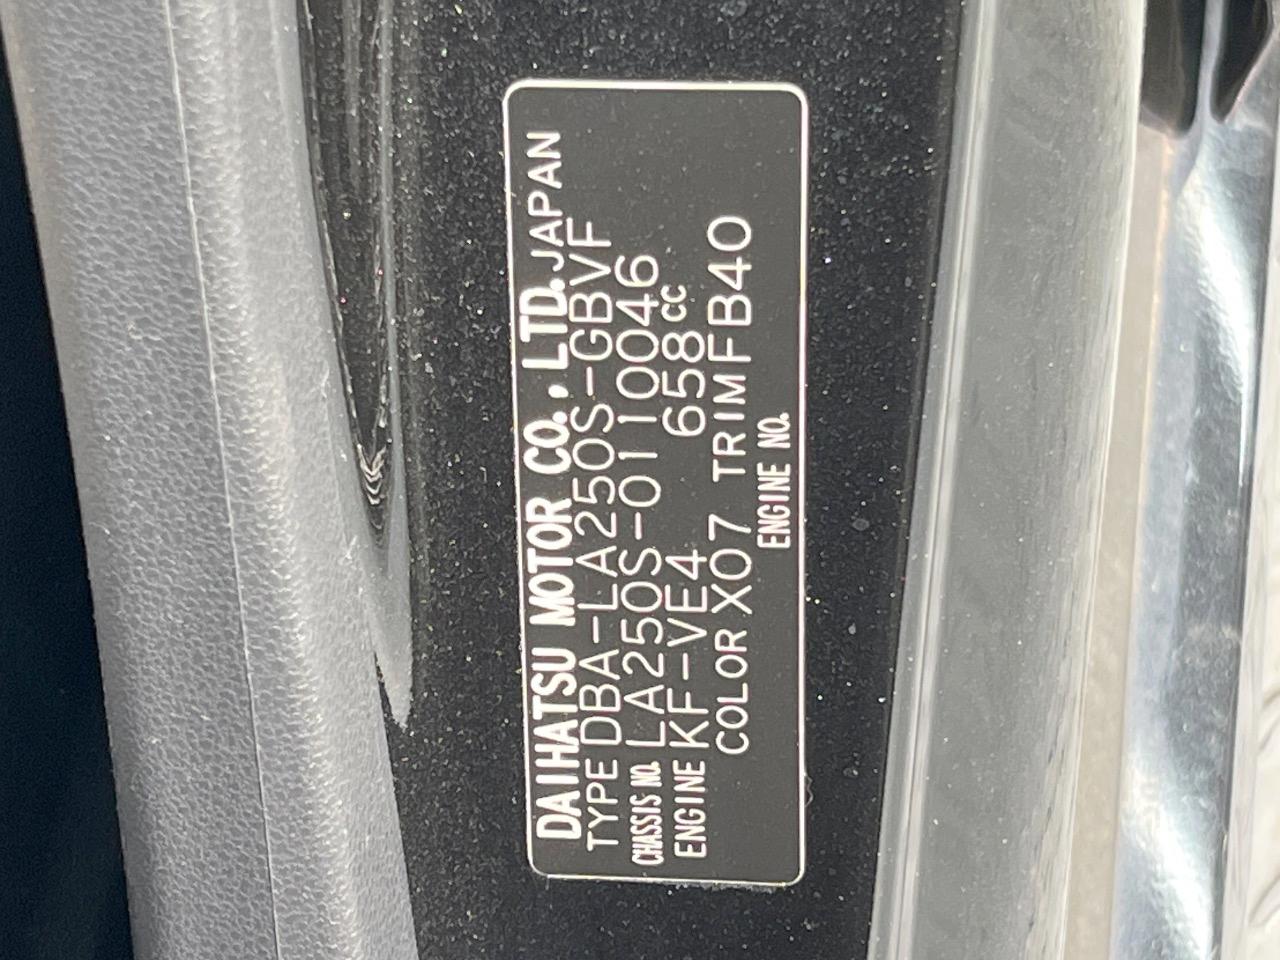 DAIHATSU MOTOR CO., LTD. JAPAN
TYPE DBA-LA250S-GBVF
CHASSIS NO. LA250S-0110046
ENGINE KF-VE4 658cc
COLOR X07 TRIM FB40
ENGINE NO.